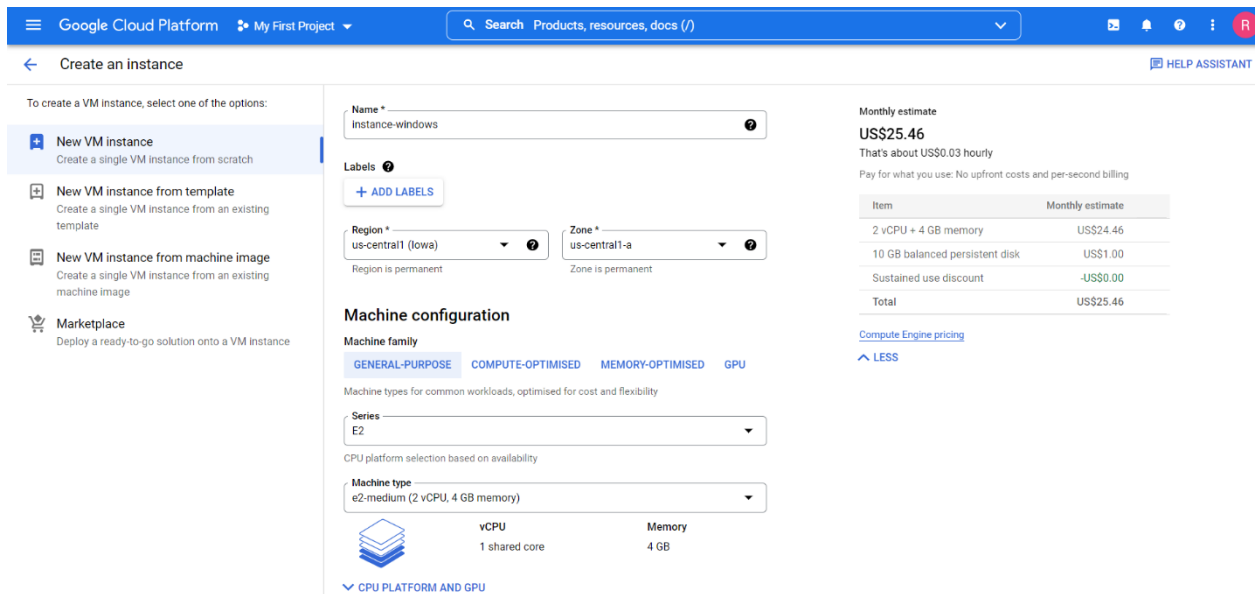 Google Cloud Platform
My First Project
Search Products, resources, docs (/)
R
Create an instance
HELP ASSISTANT
To create a VM instance, select one of the options:
New VM instance
Create a single VM instance from scratch
New VM instance from template
Create a single VM instance from an existing
template
New VM instance from machine image
Create a single VM instance from an existing
machine image
Marketplace
Deploy a ready-to-go solution onto a VM instance
Name *
instance-windows
Labels
+ ADD LABELS
Region *
us-central1 (Iowa)
Region is permanent
Zone *
us-central1-a
Zone is permanent
Machine configuration
Machine family
GENERAL-PURPOSE COMPUTE-OPTIMISED MEMORY-OPTIMISED GPU
Machine types for common workloads, optimised for cost and flexibility
Series
E2
CPU platform selection based on availability
Machine type
e2-medium (2 vCPU, 4 GB memory)
vCPU Memory
1 shared core 4 GB
CPU PLATFORM AND GPU
Monthly estimate
US$25.46
That's about US$0.03 hourly
Pay for what you use: No upfront costs and per-second billing
Item Monthly estimate
2 vCPU + 4 GB memory US$24.46
10 GB balanced persistent disk US$1.00
Sustained use discount -US$0.00
Total US$25.46
Compute Engine pricing
LESS